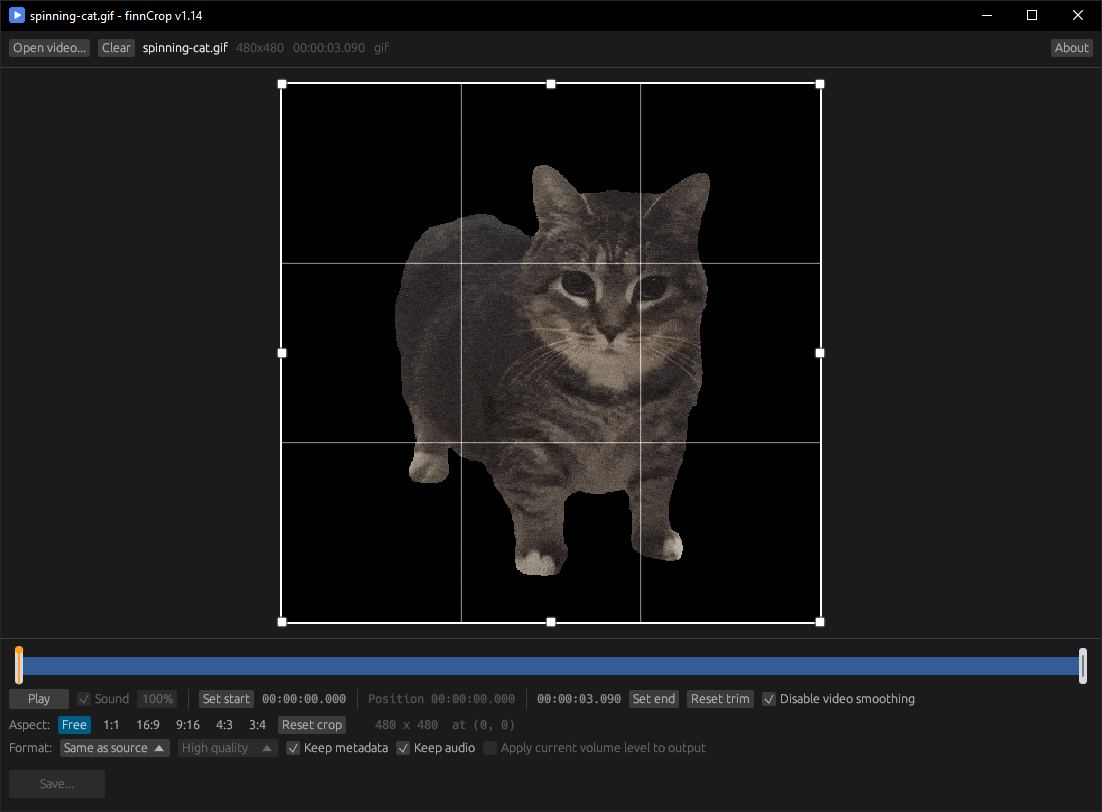 spinning-cat.gif - finnCrop v1.14
Open video... Clear spinning-cat.gif 480x480 00:00:03.090 gif About
Play Sound 100% Set start 00:00:00.000 Position 00:00:00.000 00:00:03.090 Set end Reset trim Disable video smoothing
Aspect: Free 1:1 16:9 9:16 4:3 3:4 Reset crop 480 x 480 at (0, 0)
Format: Same as source High quality Keep metadata Keep audio Apply current volume level to output
Save...